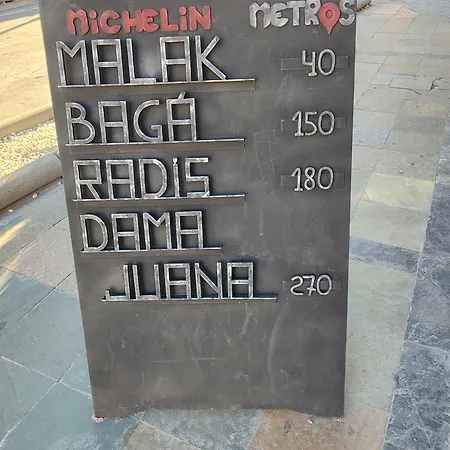 MICHELIN METROS
MALAK 40
BAGÁ 150
RADIS 180
DAMA
JUANA 270